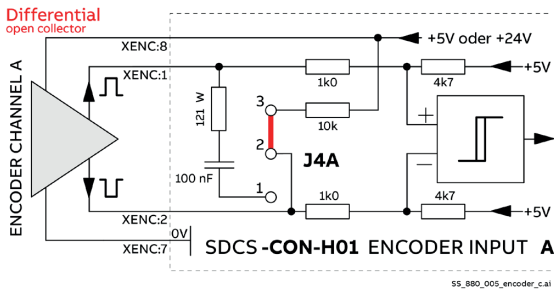 Differential
open collector
XENC:8
+5V oder +24V
XENC:1
+5V
1k0
4k7
ENCODER CHANNEL A
121 W
3
10k
+
2
J4A
–
100 nF
1
1k0
4k7
XENC:2
+5V
0V
XENC:7
SDCS -CON-H01 ENCODER INPUT A
SS_880_005_encoder_c.ai